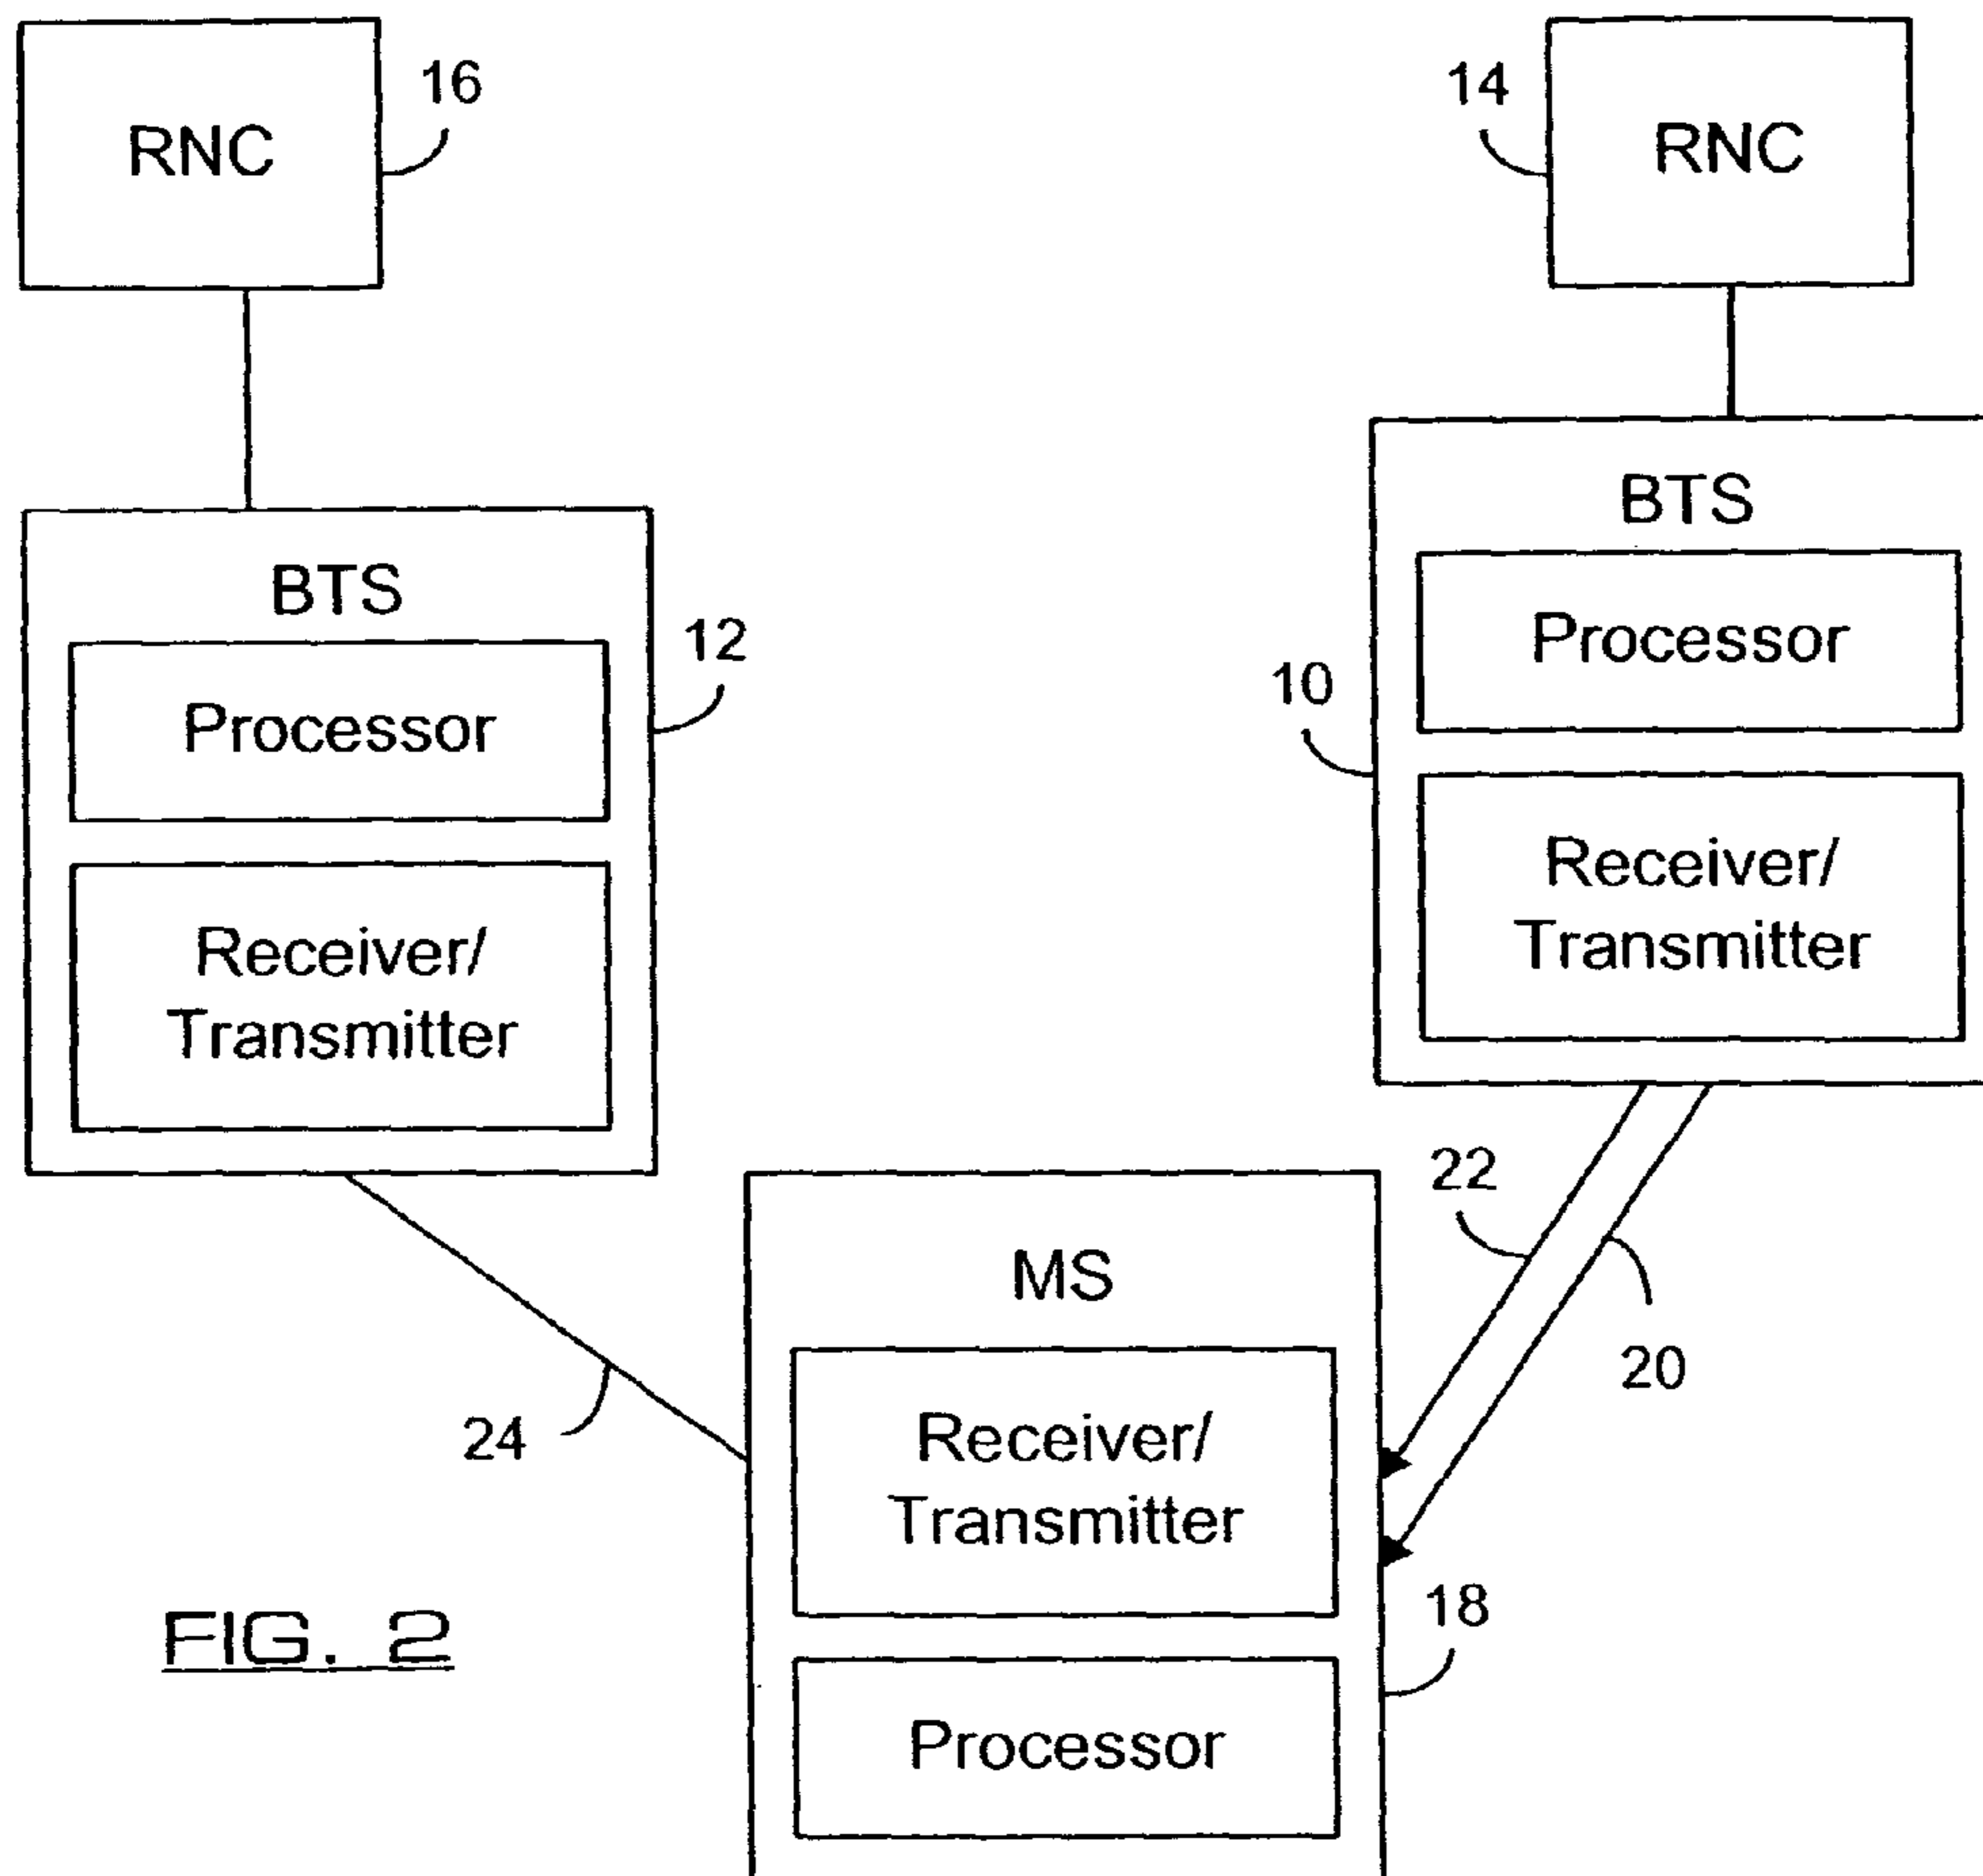 RNC
16
14
RNC
BTS
Processor
Receiver/
Transmitter
12
10
BTS
Processor
Receiver/
Transmitter
22
20
24
MS
Receiver/
Transmitter
Processor
18
FIG. 2